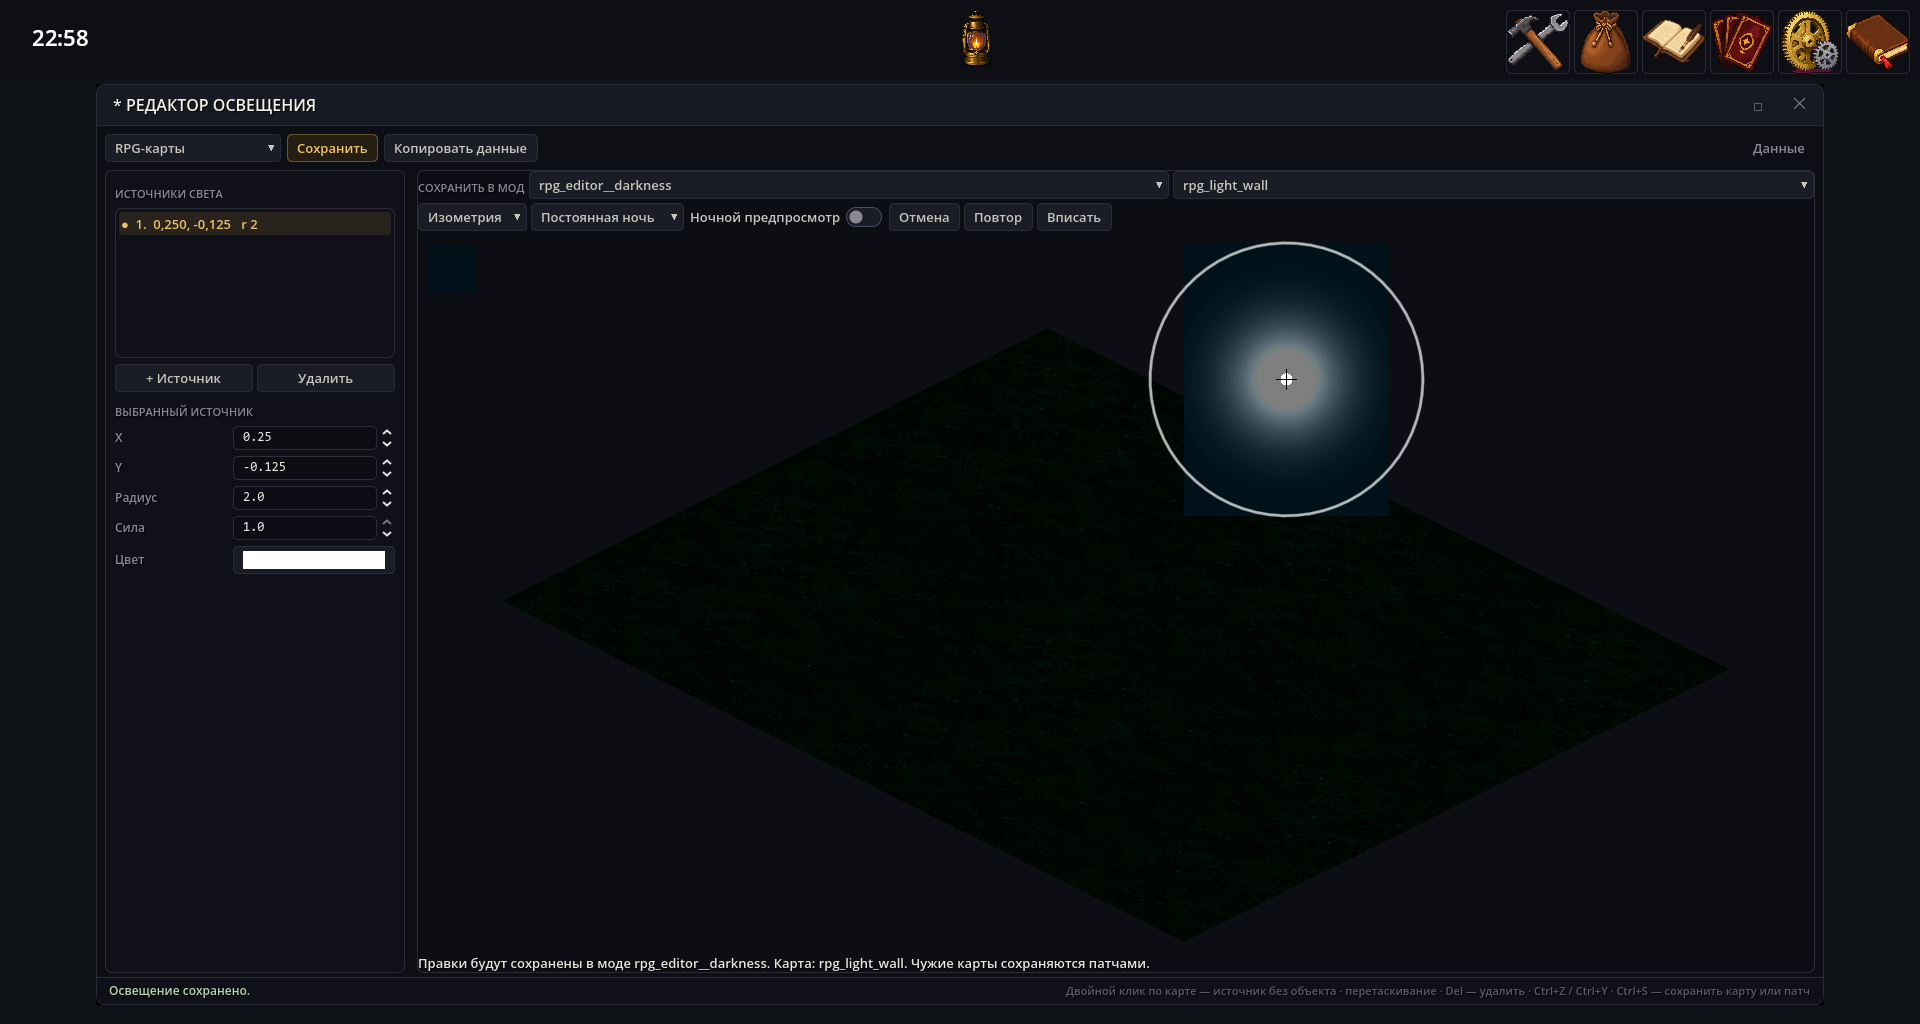 22:58
* РЕДАКТОР ОСВЕЩЕНИЯ
RPG-карты
Сохранить
Копировать данные
Данные
ИСТОЧНИКИ СВЕТА
1. 0,250, -0,125 r 2
+ Источник
Удалить
ВЫБРАННЫЙ ИСТОЧНИК
X
0.25
Y
-0.125
Радиус
2.0
Сила
1.0
Цвет
СОХРАНИТЬ В МОД
rpg_editor__darkness
rpg_light_wall
Изометрия
Постоянная ночь
Ночной предпросмотр
Отмена
Повтор
Вписать
Правки будут сохранены в моде rpg_editor__darkness. Карта: rpg_light_wall. Чужие карты сохраняются патчами.
Освещение сохранено.
Двойной клик по карте — источник без объекта · перетаскивание · Del — удалить · Ctrl+Z / Ctrl+Y · Ctrl+S — сохранить карту или патч